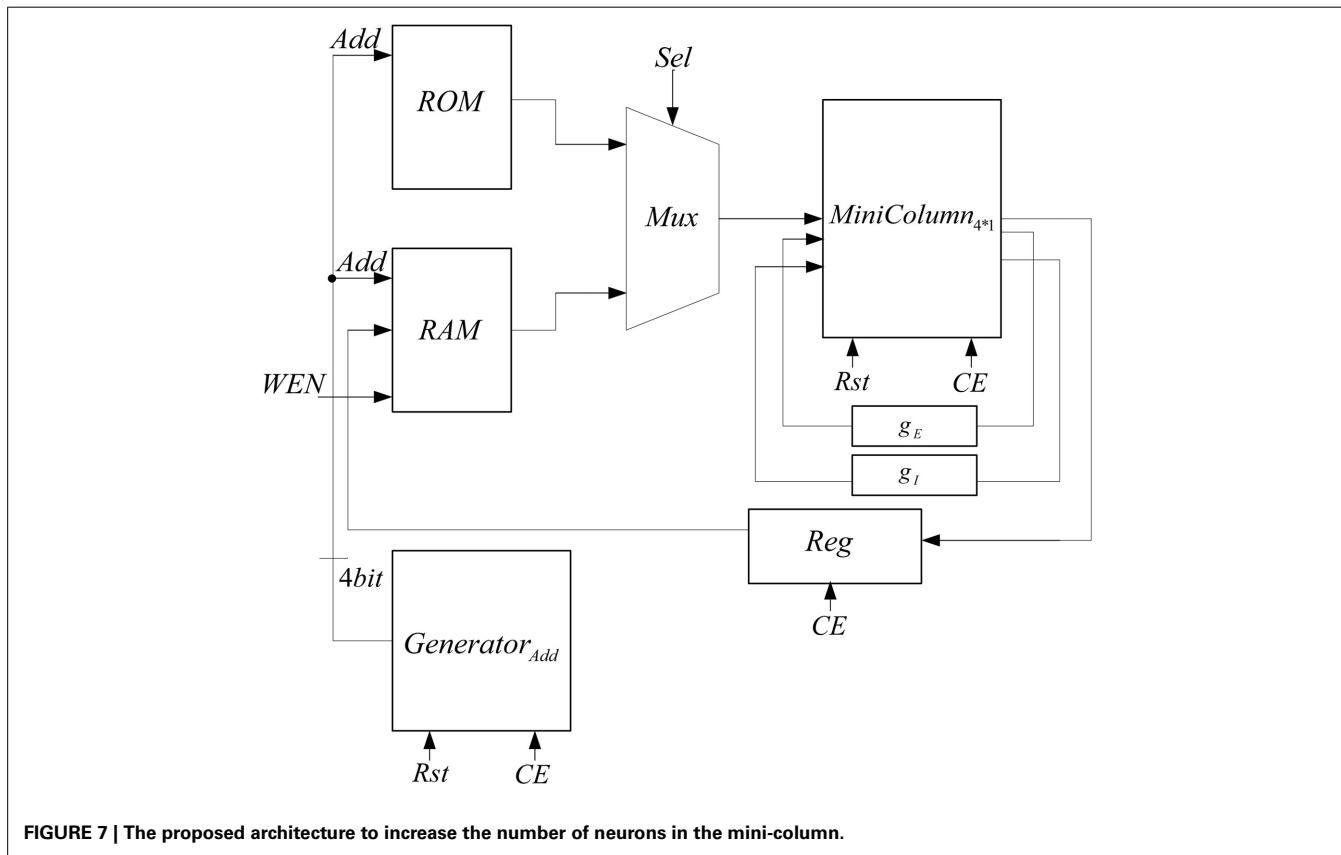 Add
ROM
Sel
Mux
MiniColumn4*1
Add
RAM
WEN
Rst
CE
gE
gI
Reg
CE
4bit
GeneratorAdd
Rst
CE
FIGURE 7 | The proposed architecture to increase the number of neurons in the mini-column.